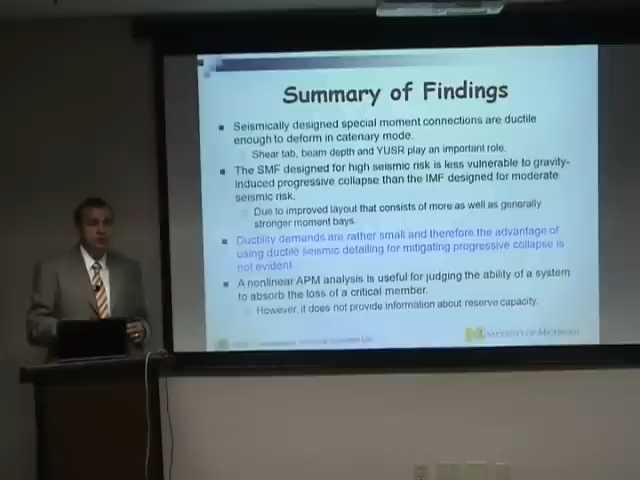 Summary of Findings
Seismically designed special moment connections are ductile
enough to deform in catenary mode.
Shear tab, beam depth and YUSR play an important role.
The SMF designed for high seismic risk is less vulnerable to gravity-
induced progressive collapse than the IMF designed for moderate
seismic risk.
Due to improved layout that consists of more as well as generally
stronger moment bays.
Ductility demands are rather small and therefore the advantage of
using ductile seismic detailing for mitigating progressive collapse is
not evident.
A nonlinear APM analysis is useful for judging the ability of a system
to absorb the loss of a critical member.
However, it does not provide information about reserve capacity.
UNIVERSITY OF MICHIGAN